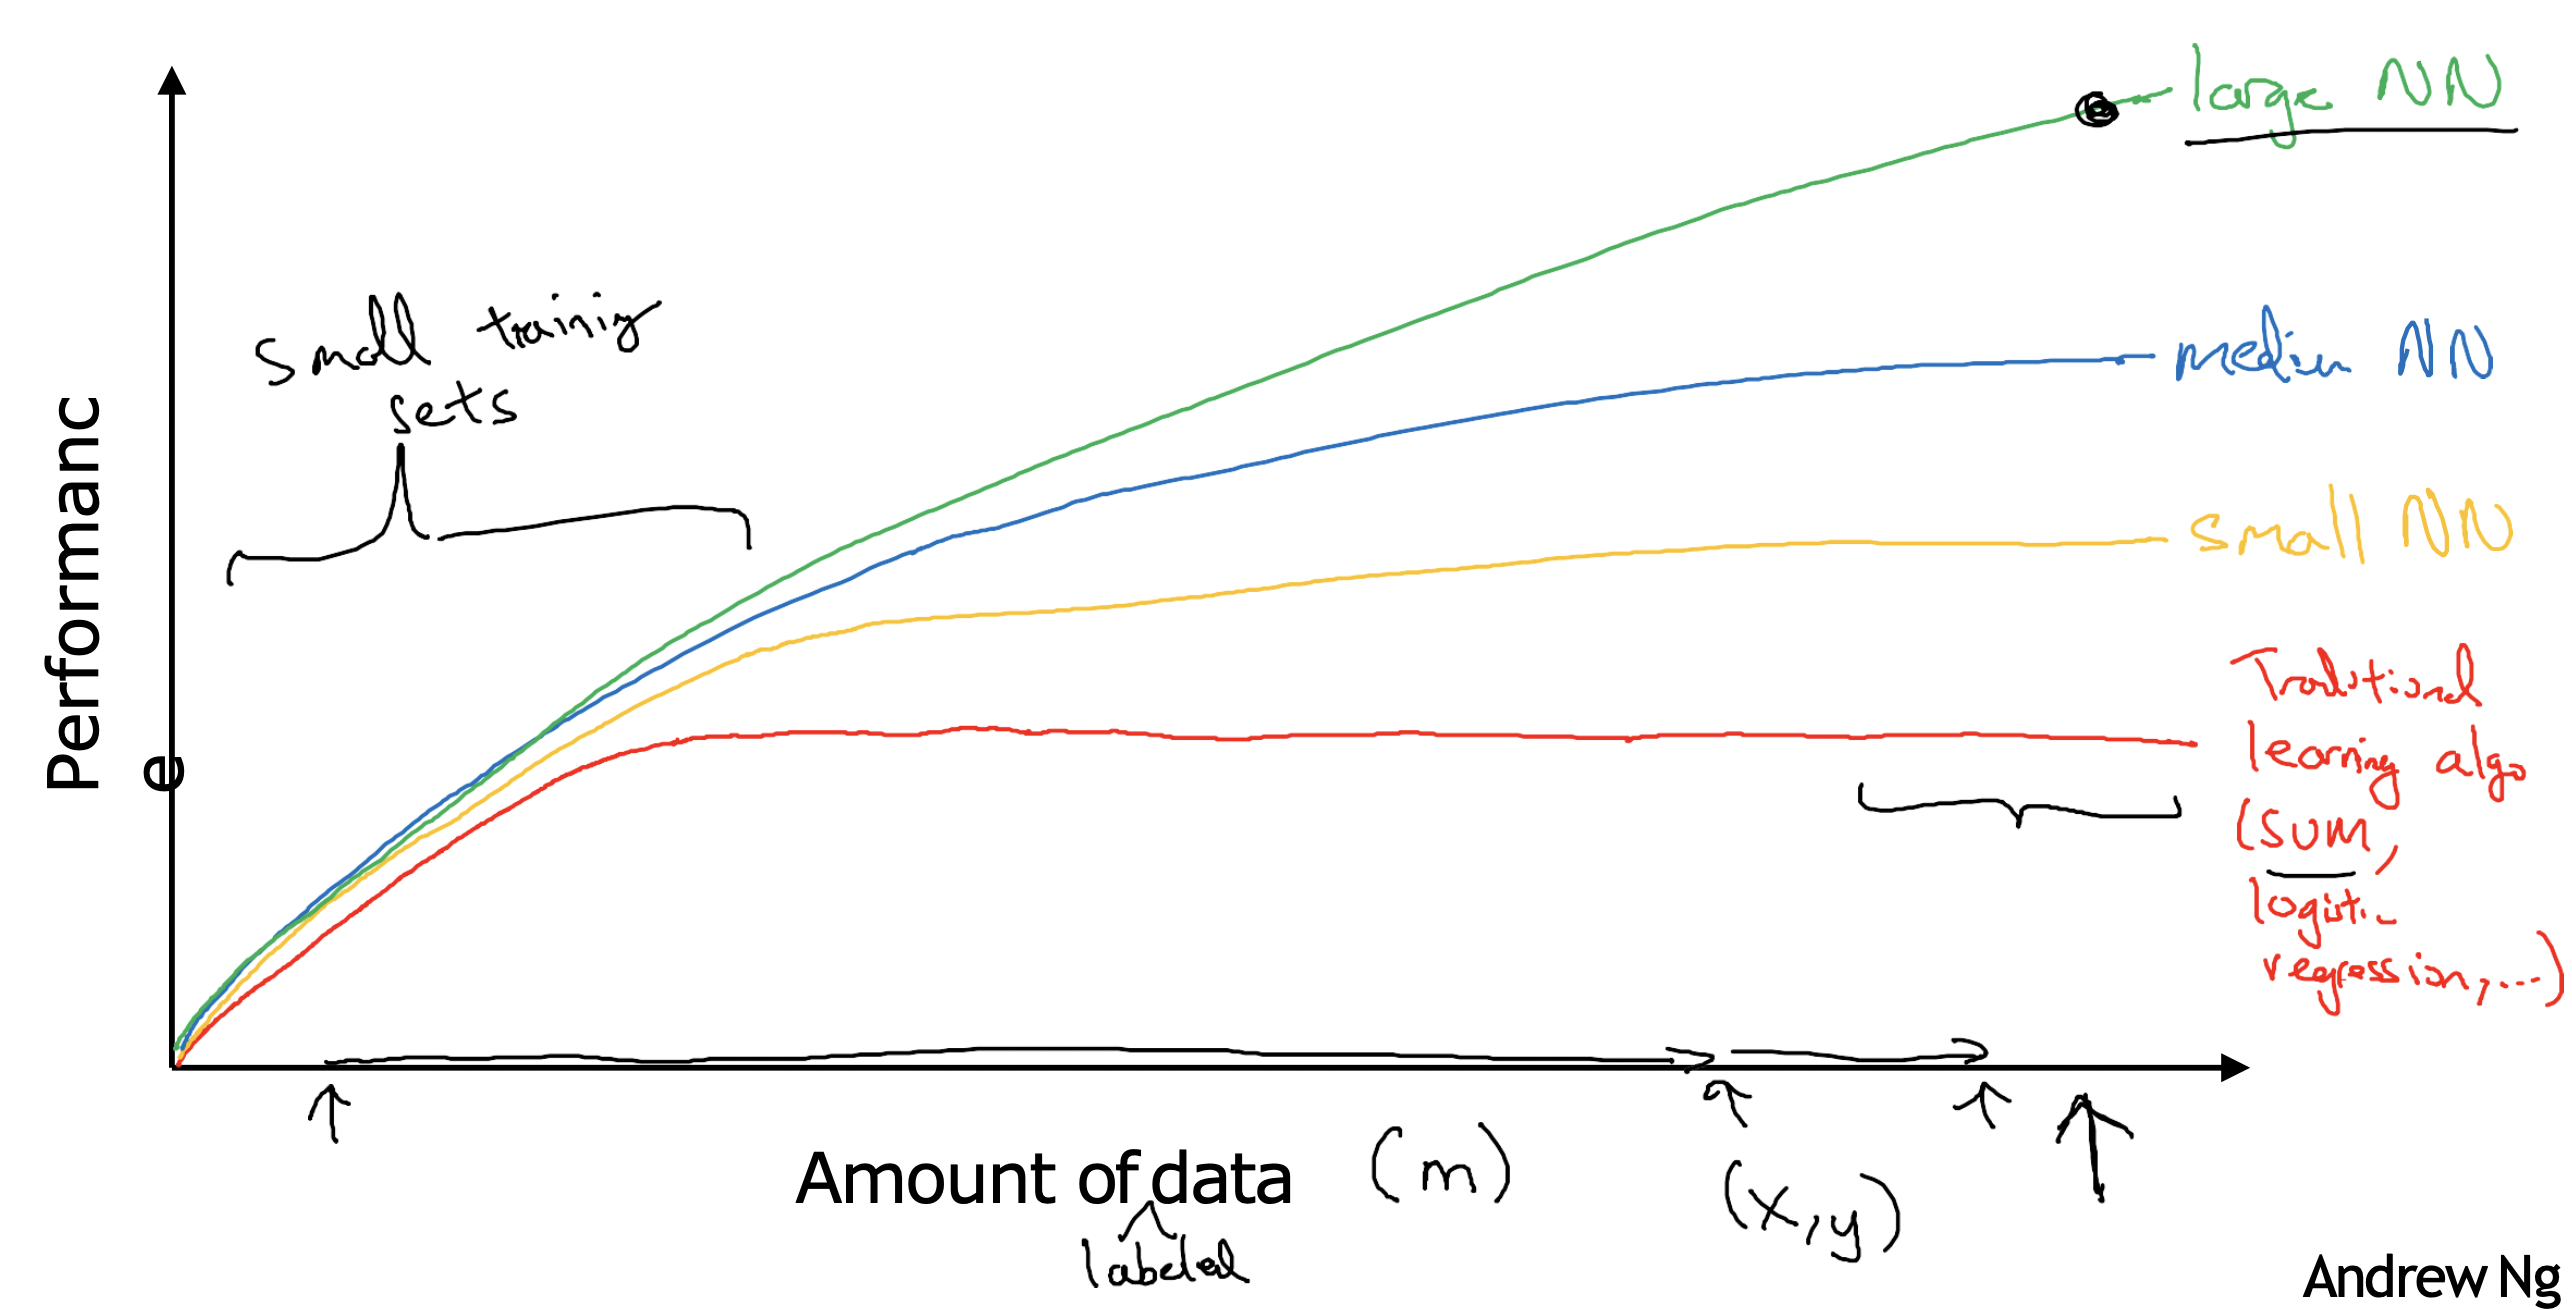 large NN
small training
sets
medium NN
small NN
Performanc
e
Traditional
learning algo
(SVM,
logistic
regression,...)
Amount of data (m)
labeled
(x,y)
Andrew Ng